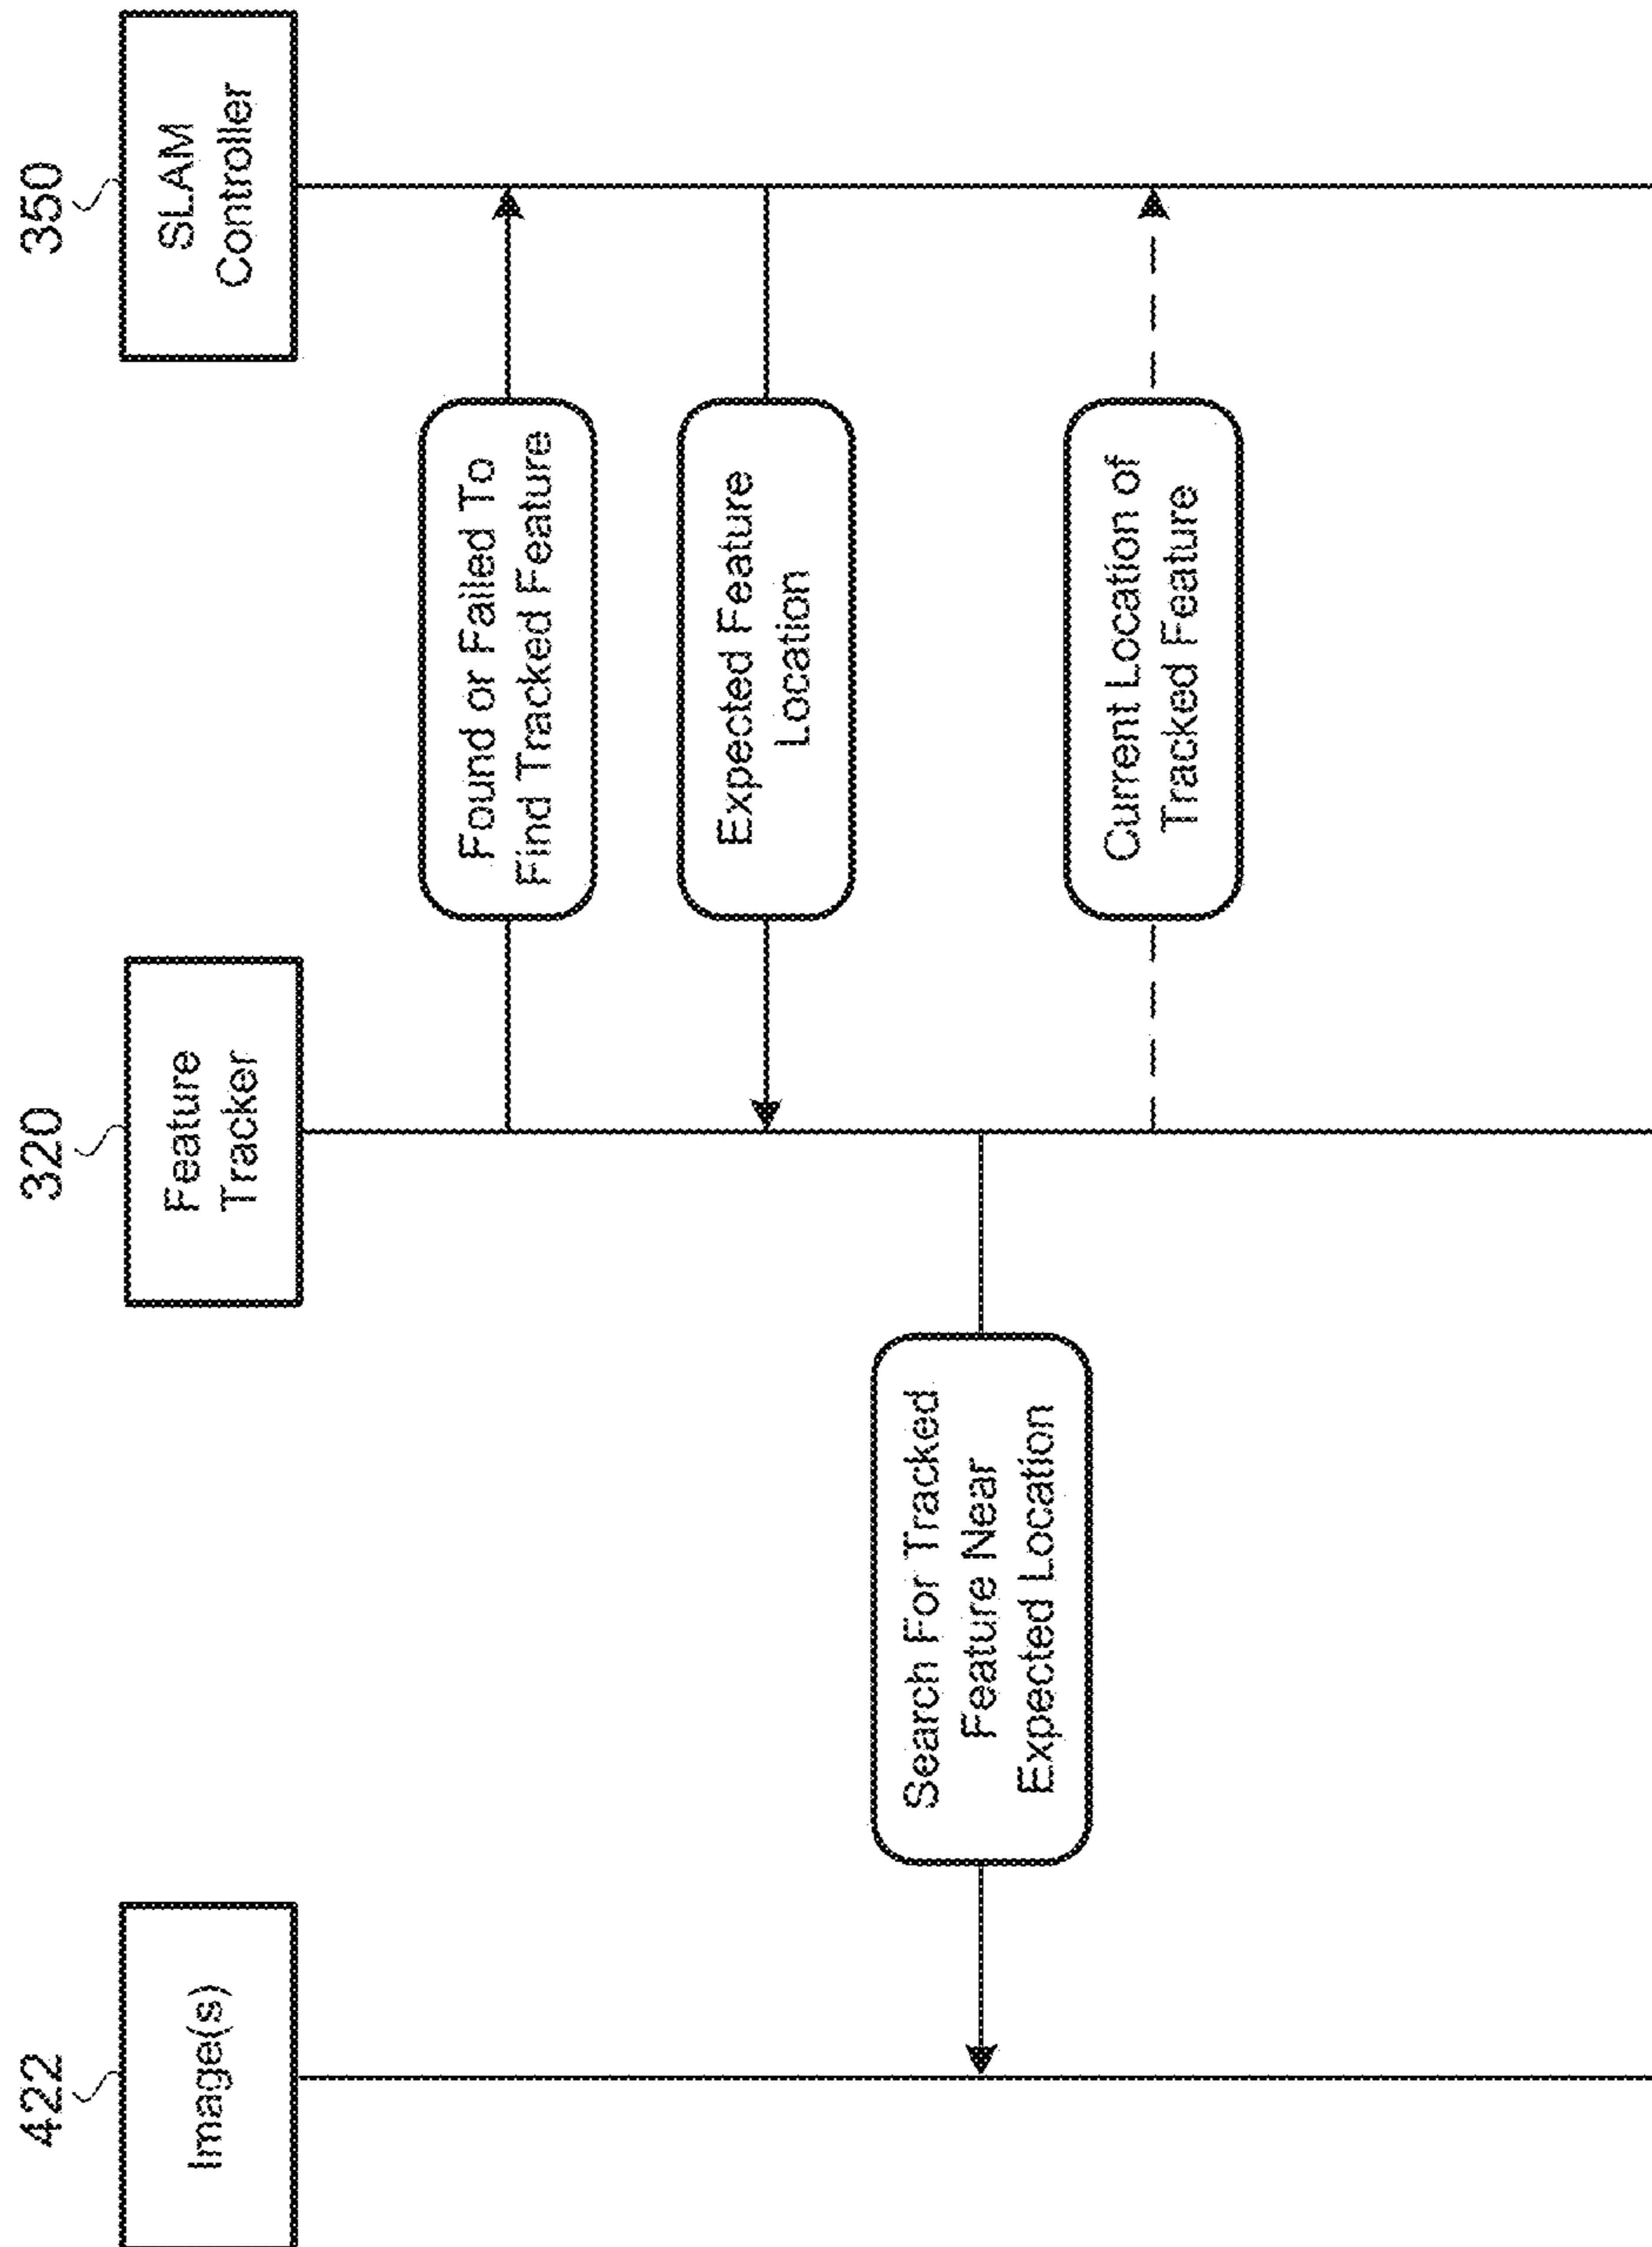 422
320
350
Image(s)
Feature
Tracker
SLAM
Controller
Found or Failed To
Find Tracked Feature
Expected Feature
Location
Search For Tracked
Feature Near
Expected Location
Current Location of
Tracked Feature